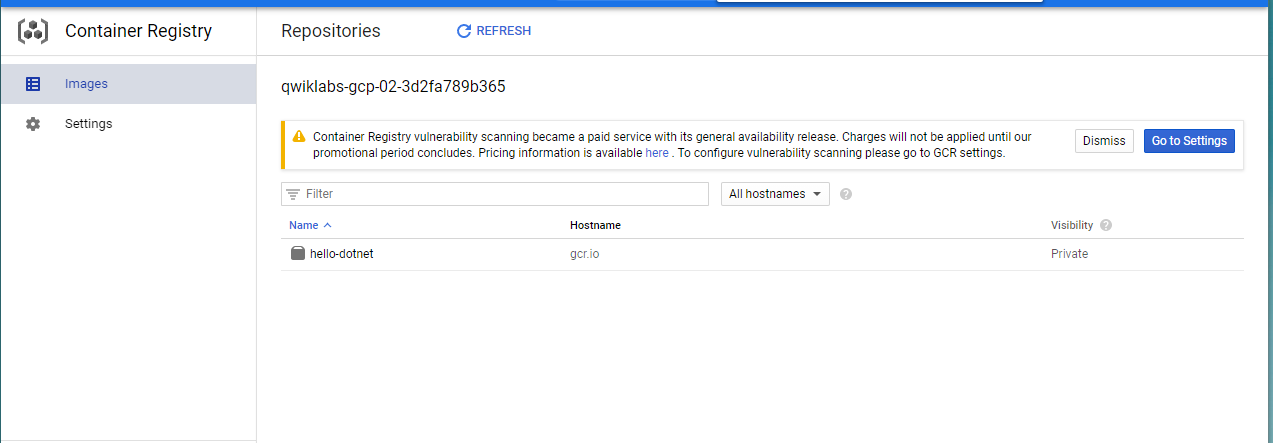 Container Registry
Repositories
REFRESH
Images
Settings
qwiklabs-gcp-02-3d2fa789b365
Container Registry vulnerability scanning became a paid service with its general availability release. Charges will not be applied until our
promotional period concludes. Pricing information is available here . To configure vulnerability scanning please go to GCR settings.
Dismiss
Go to Settings
Filter
All hostnames
Name
Hostname
Visibility
hello-dotnet
gcr.io
Private